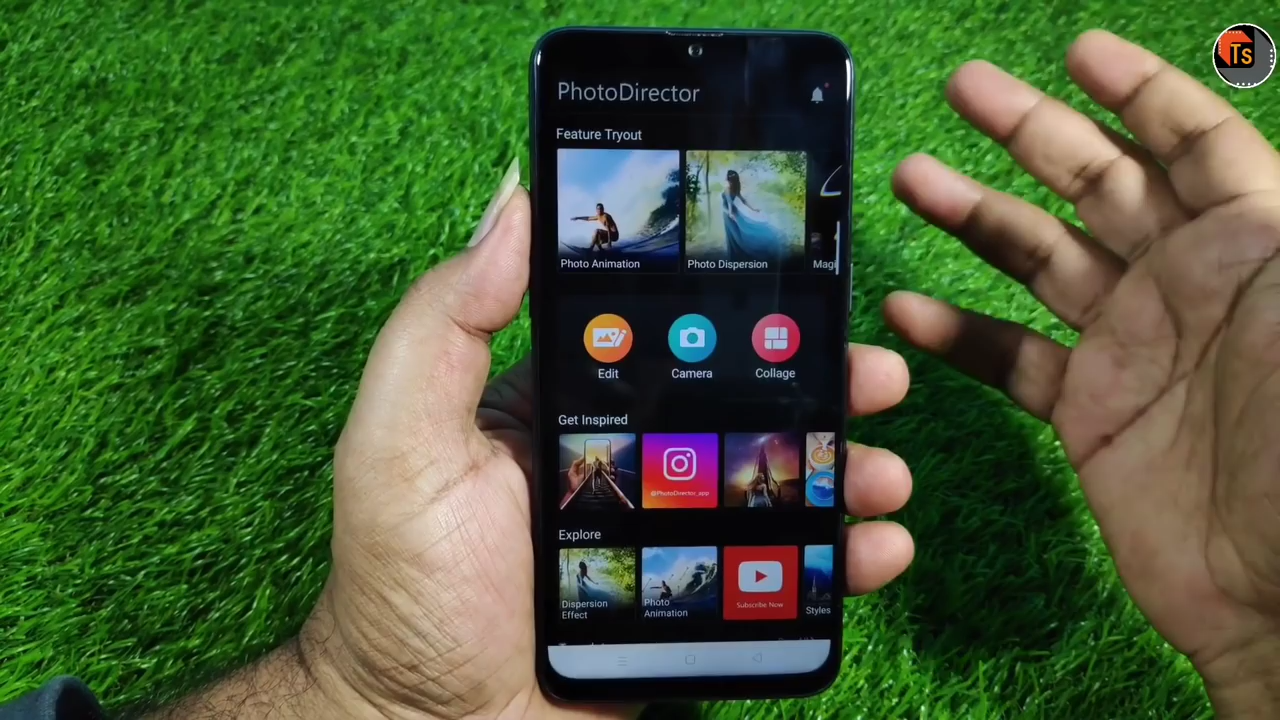 Ts
PhotoDirector
Feature Tryout
Photo Animation
Photo Dispersion
Magi
Edit
Camera
Collage
Get Inspired
@PhotoDirector_app
Explore
Dispersion
Effect
Photo
Animation
Subscribe Now
Styles